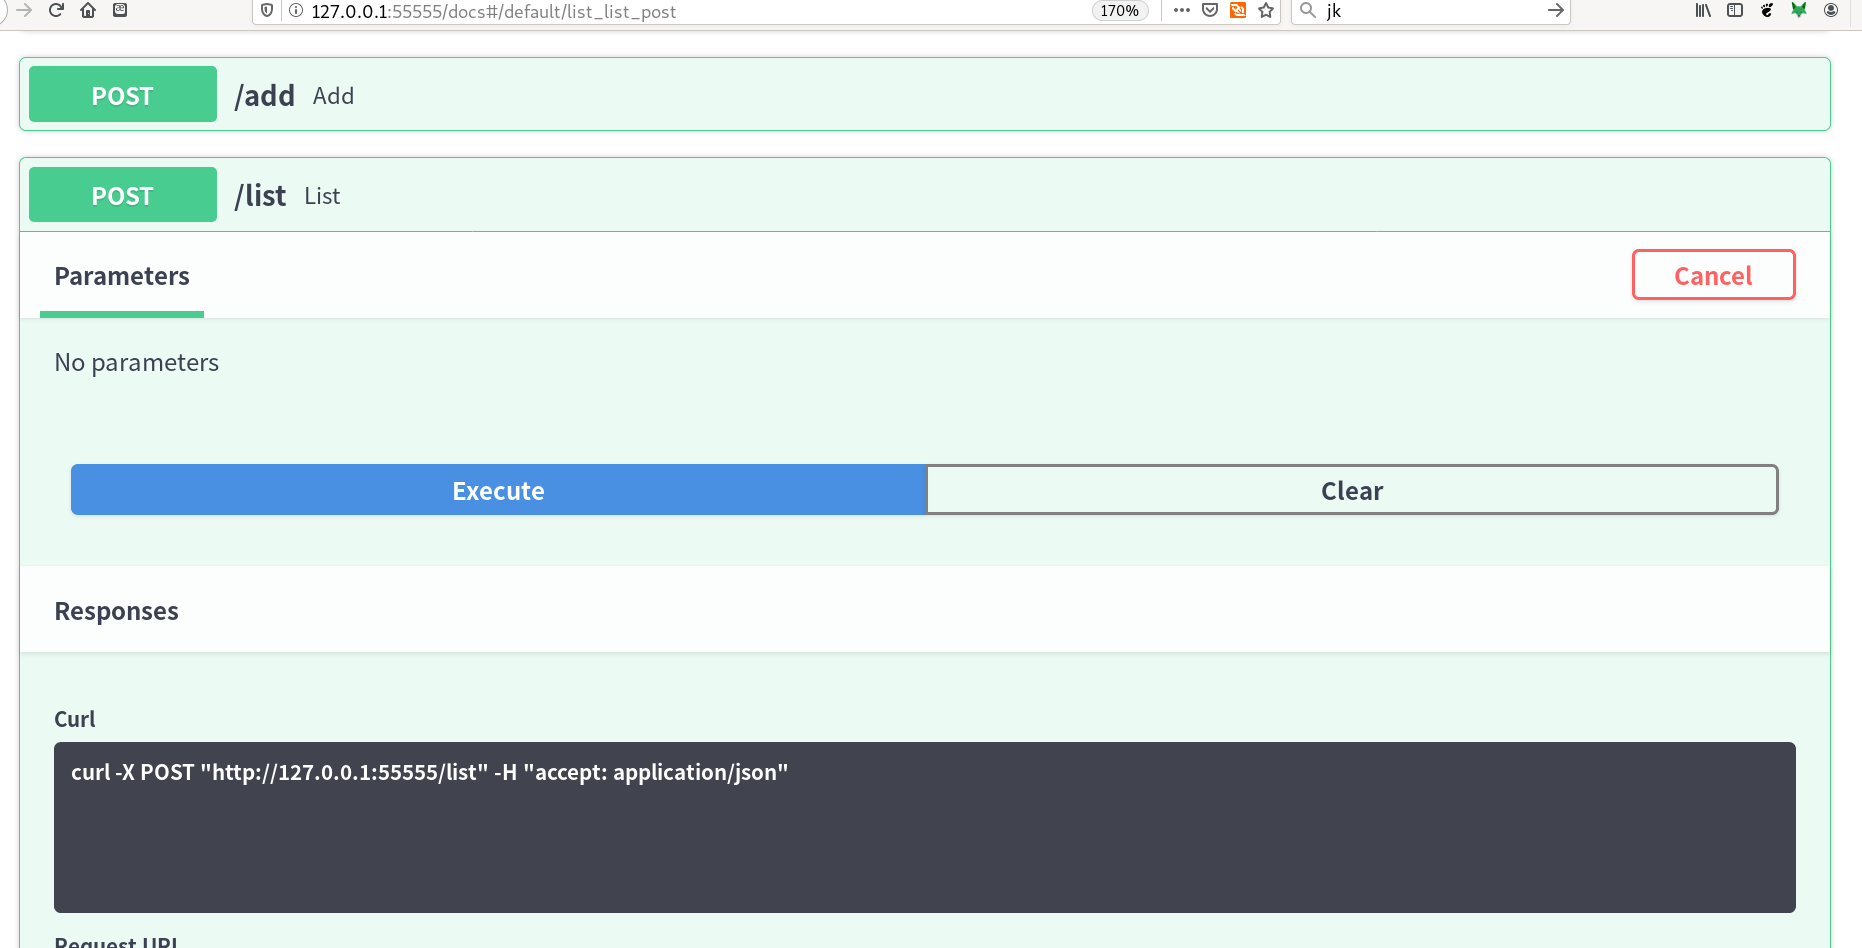 127.0.0.1:55555/docs#/default/list_list_post 170% jk
POST /add Add
POST /list List
Parameters Cancel
No parameters
Execute Clear
Responses
Curl
curl -X POST "http://127.0.0.1:55555/list" -H "accept: application/json"
Request URL